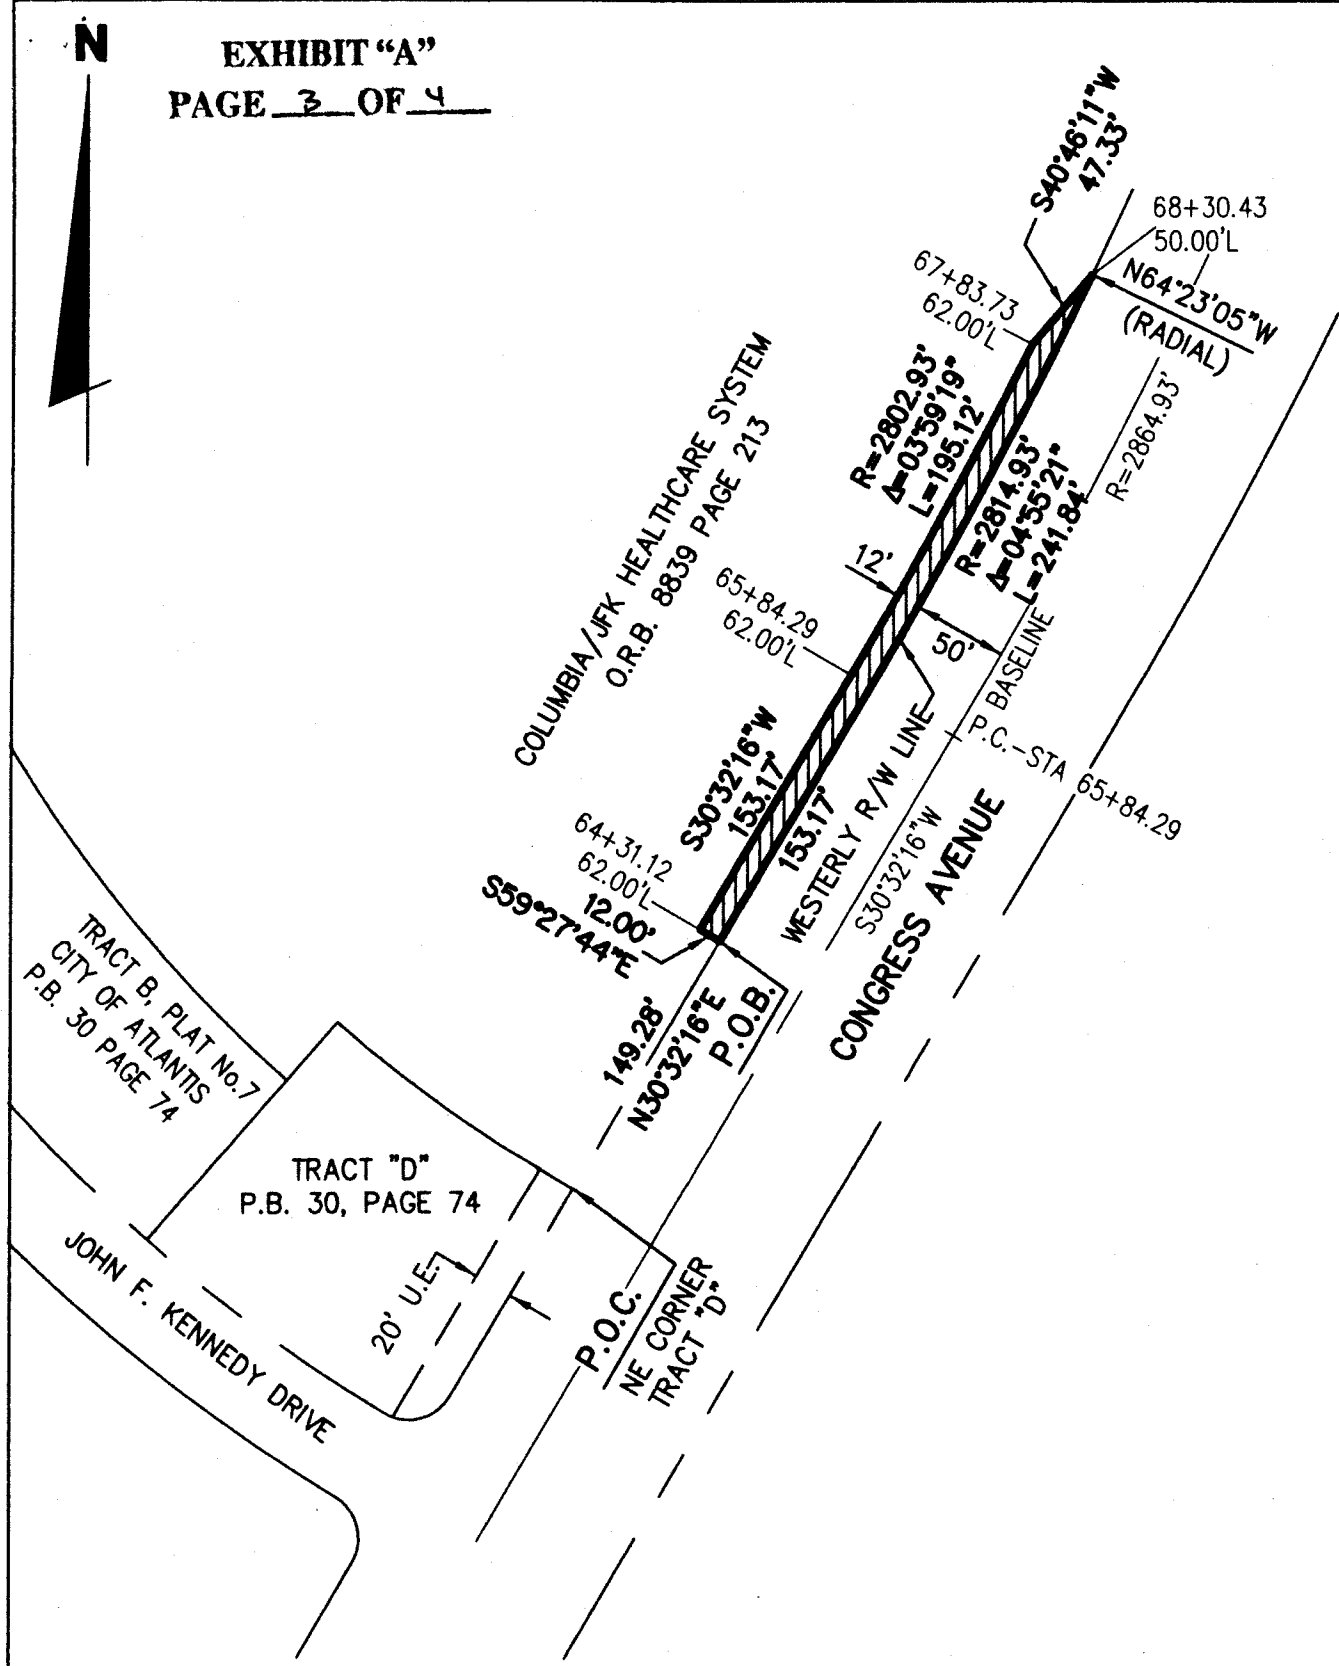 N
EXHIBIT “A”
PAGE 3 OF 4
S40°46'11"W
47.33'
68+30.43
50.00'L
N64°23'05"W
(RADIAL)
67+83.73
62.00'L
R=2802.93'
Δ=03°59'19"
L=195.12'
R=2814.93'
Δ=04°55'21"
L=241.84'
R=2864.93'
COLUMBIA/JFK HEALTHCARE SYSTEM
O.R.B. 8839 PAGE 213
12'
65+84.29
62.00'L
50'
BASELINE
P.C.-STA 65+84.29
S30°32'16"W
153.17'
153.17'
WESTERLY R/W LINE
S30°32'16"W
CONGRESS AVENUE
64+31.12
62.00'L
12.00'
S59°27'44"E
149.28'
N30°32'16"E
P.O.B.
TRACT B, PLAT No.7
CITY OF ATLANTIS
P.B. 30 PAGE 74
TRACT "D"
P.B. 30, PAGE 74
JOHN F. KENNEDY DRIVE
20' U.E.
P.O.C.
NE CORNER
TRACT "D"